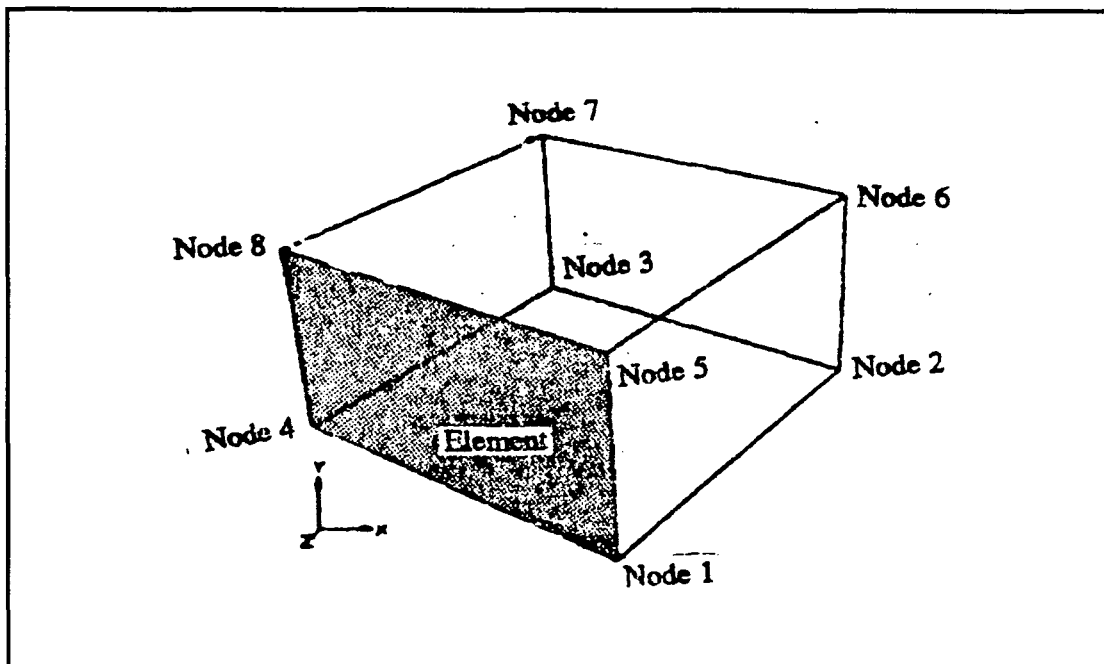 Node 7
Node 6
Node 8
Node 3
Node 5
Node 2
Node 4
Element
Y
X
Z
Node 1